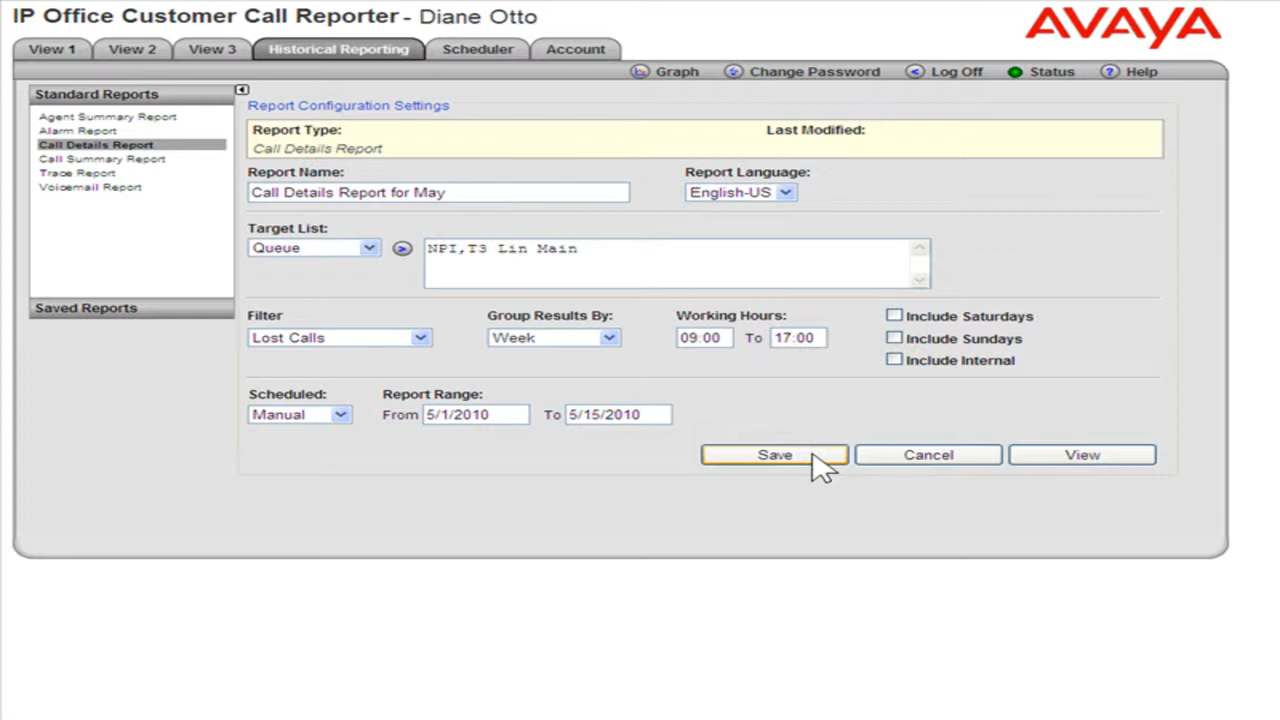 IP Office Customer Call Reporter - Diane Otto
AVAYA
View 1 View 2 View 3 Historical Reporting Scheduler Account
Graph Change Password Log Off Status ? Help
Standard Reports
Agent Summary Report
Alarm Report
Call Details Report
Call Summary Report
Trace Report
Voicemail Report
Saved Reports
Report Configuration Settings
Report Type: Last Modified:
Call Details Report
Report Name: Report Language:
Call Details Report for May English-US
Target List:
Queue NPI,T3 Lin Main
Filter Group Results By: Working Hours: Include Saturdays
Lost Calls Week 09:00 To 17:00 Include Sundays
Include Internal
Scheduled: Report Range:
Manual From 5/1/2010 To 5/15/2010
Save Cancel View